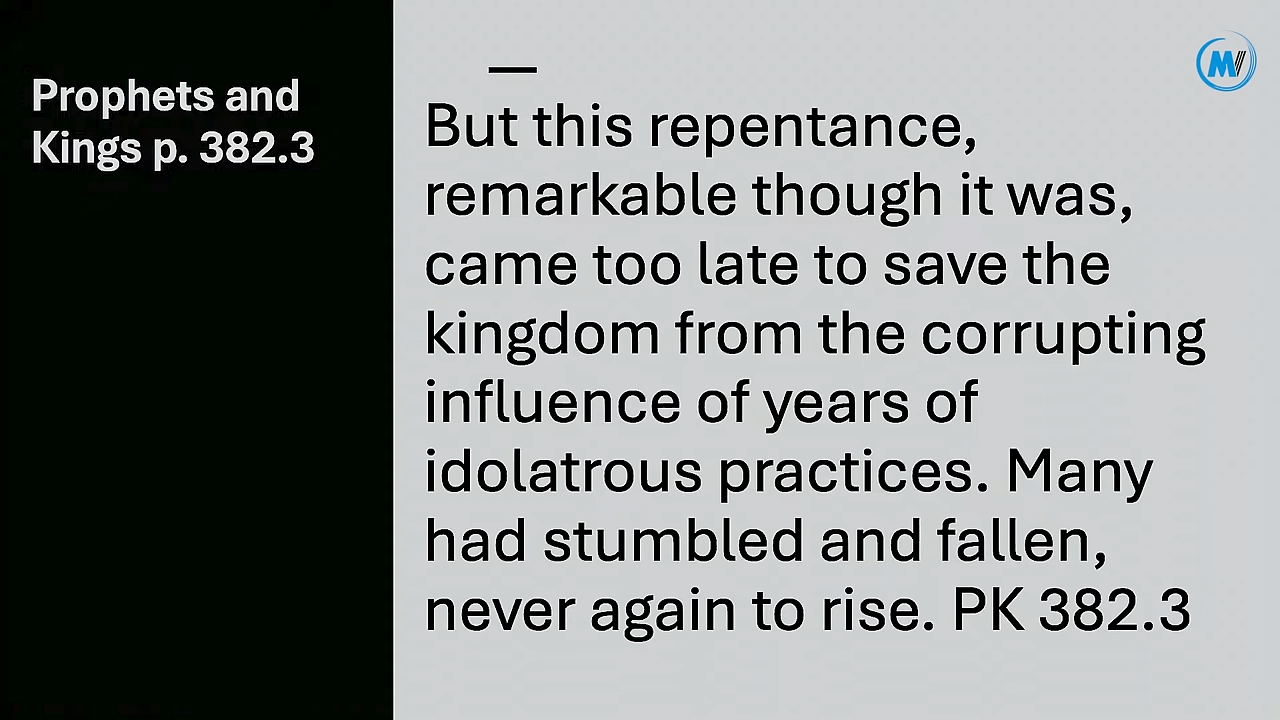 Prophets and
Kings p. 382.3
But this repentance,
remarkable though it was,
came too late to save the
kingdom from the corrupting
influence of years of
idolatrous practices. Many
had stumbled and fallen,
never again to rise. PK 382.3